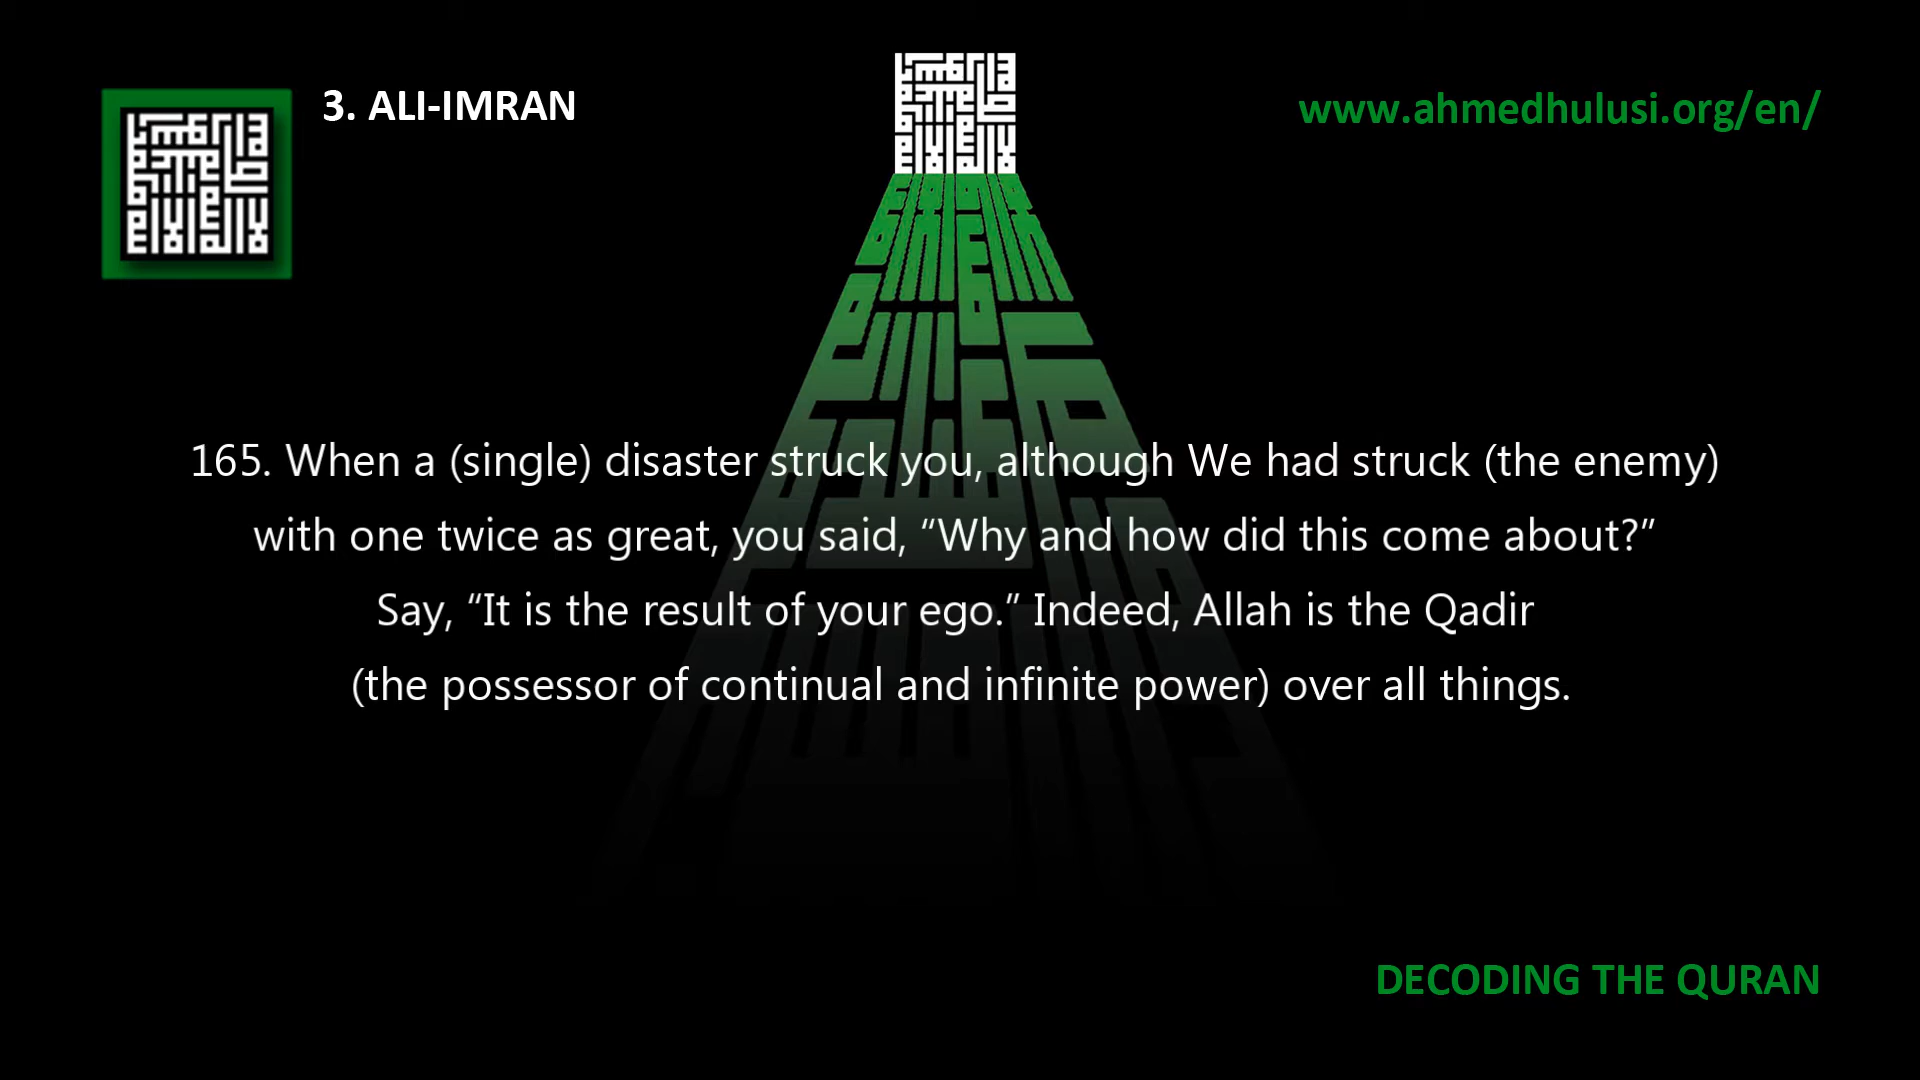 3. ALI-IMRAN
www.ahmedhulusi.org/en/
165. When a (single) disaster struck you, although We had struck (the enemy)
with one twice as great, you said, “Why and how did this come about?”
Say, “It is the result of your ego.” Indeed, Allah is the Qadir
(the possessor of continual and infinite power) over all things.
DECODING THE QURAN